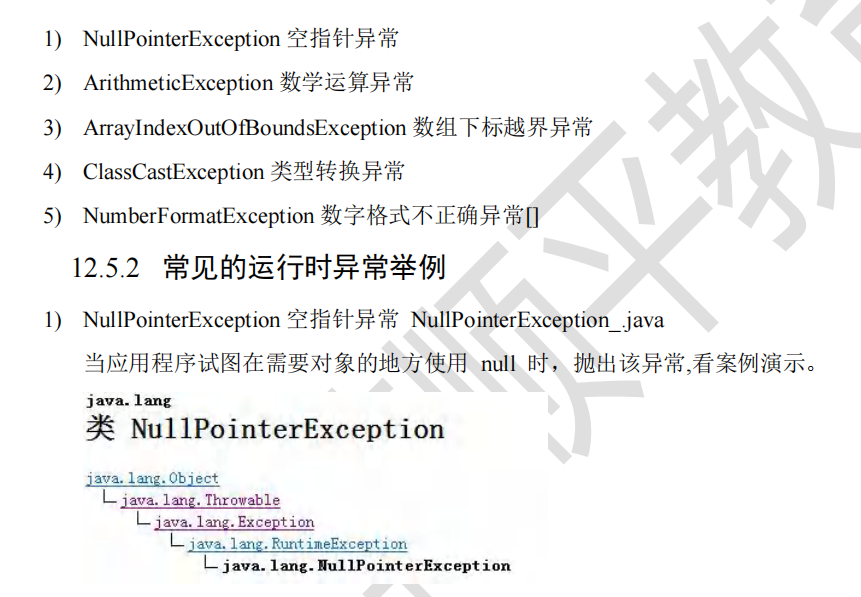 1) NullPointerException 空指针异常
2) ArithmeticException 数学运算异常
3) ArrayIndexOutOfBoundsException 数组下标越界异常
4) ClassCastException 类型转换异常
5) NumberFormatException 数字格式不正确异常[]
12.5.2 常见的运行时异常举例
1) NullPointerException 空指针异常 NullPointerException_.java
当应用程序试图在需要对象的地方使用 null 时，抛出该异常,看案例演示。
java.lang
类 NullPointerException
java.lang.Object
java.lang.Throwable
java.lang.Exception
java.lang.RuntimeException
java.lang.NullPointerException
顺平教